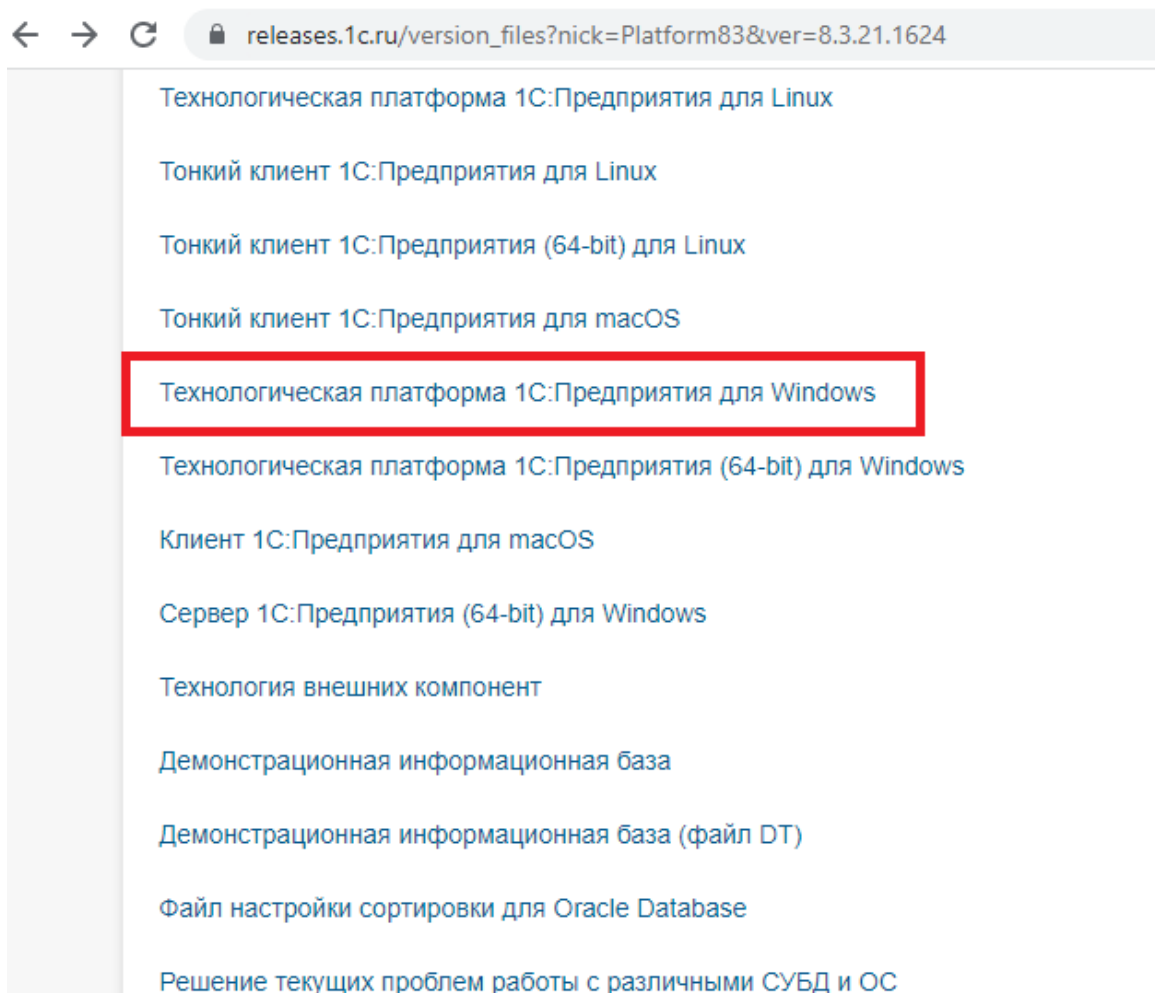 releases.1c.ru/version_files?nick=Platform83&ver=8.3.21.1624
Технологическая платформа 1С:Предприятия для Linux
Тонкий клиент 1С:Предприятия для Linux
Тонкий клиент 1С:Предприятия (64-bit) для Linux
Тонкий клиент 1С:Предприятия для macOS
Технологическая платформа 1С:Предприятия для Windows
Технологическая платформа 1С:Предприятия (64-bit) для Windows
Клиент 1С:Предприятия для macOS
Сервер 1С:Предприятия (64-bit) для Windows
Технология внешних компонент
Демонстрационная информационная база
Демонстрационная информационная база (файл DT)
Файл настройки сортировки для Oracle Database
Решение текущих проблем работы с различными СУБД и ОС